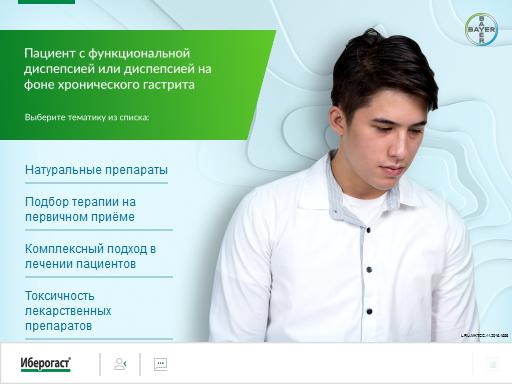 Пациент с функциональной
диспепсией или диспепсией на
фоне хронического гастрита
Выберите тематику из списка:
BAYER
BAYER
Натуральные препараты
Подбор терапии на
первичном приёме
Комплексный подход в
лечении пациентов
Токсичность
лекарственных
препаратов
Иберогаст®